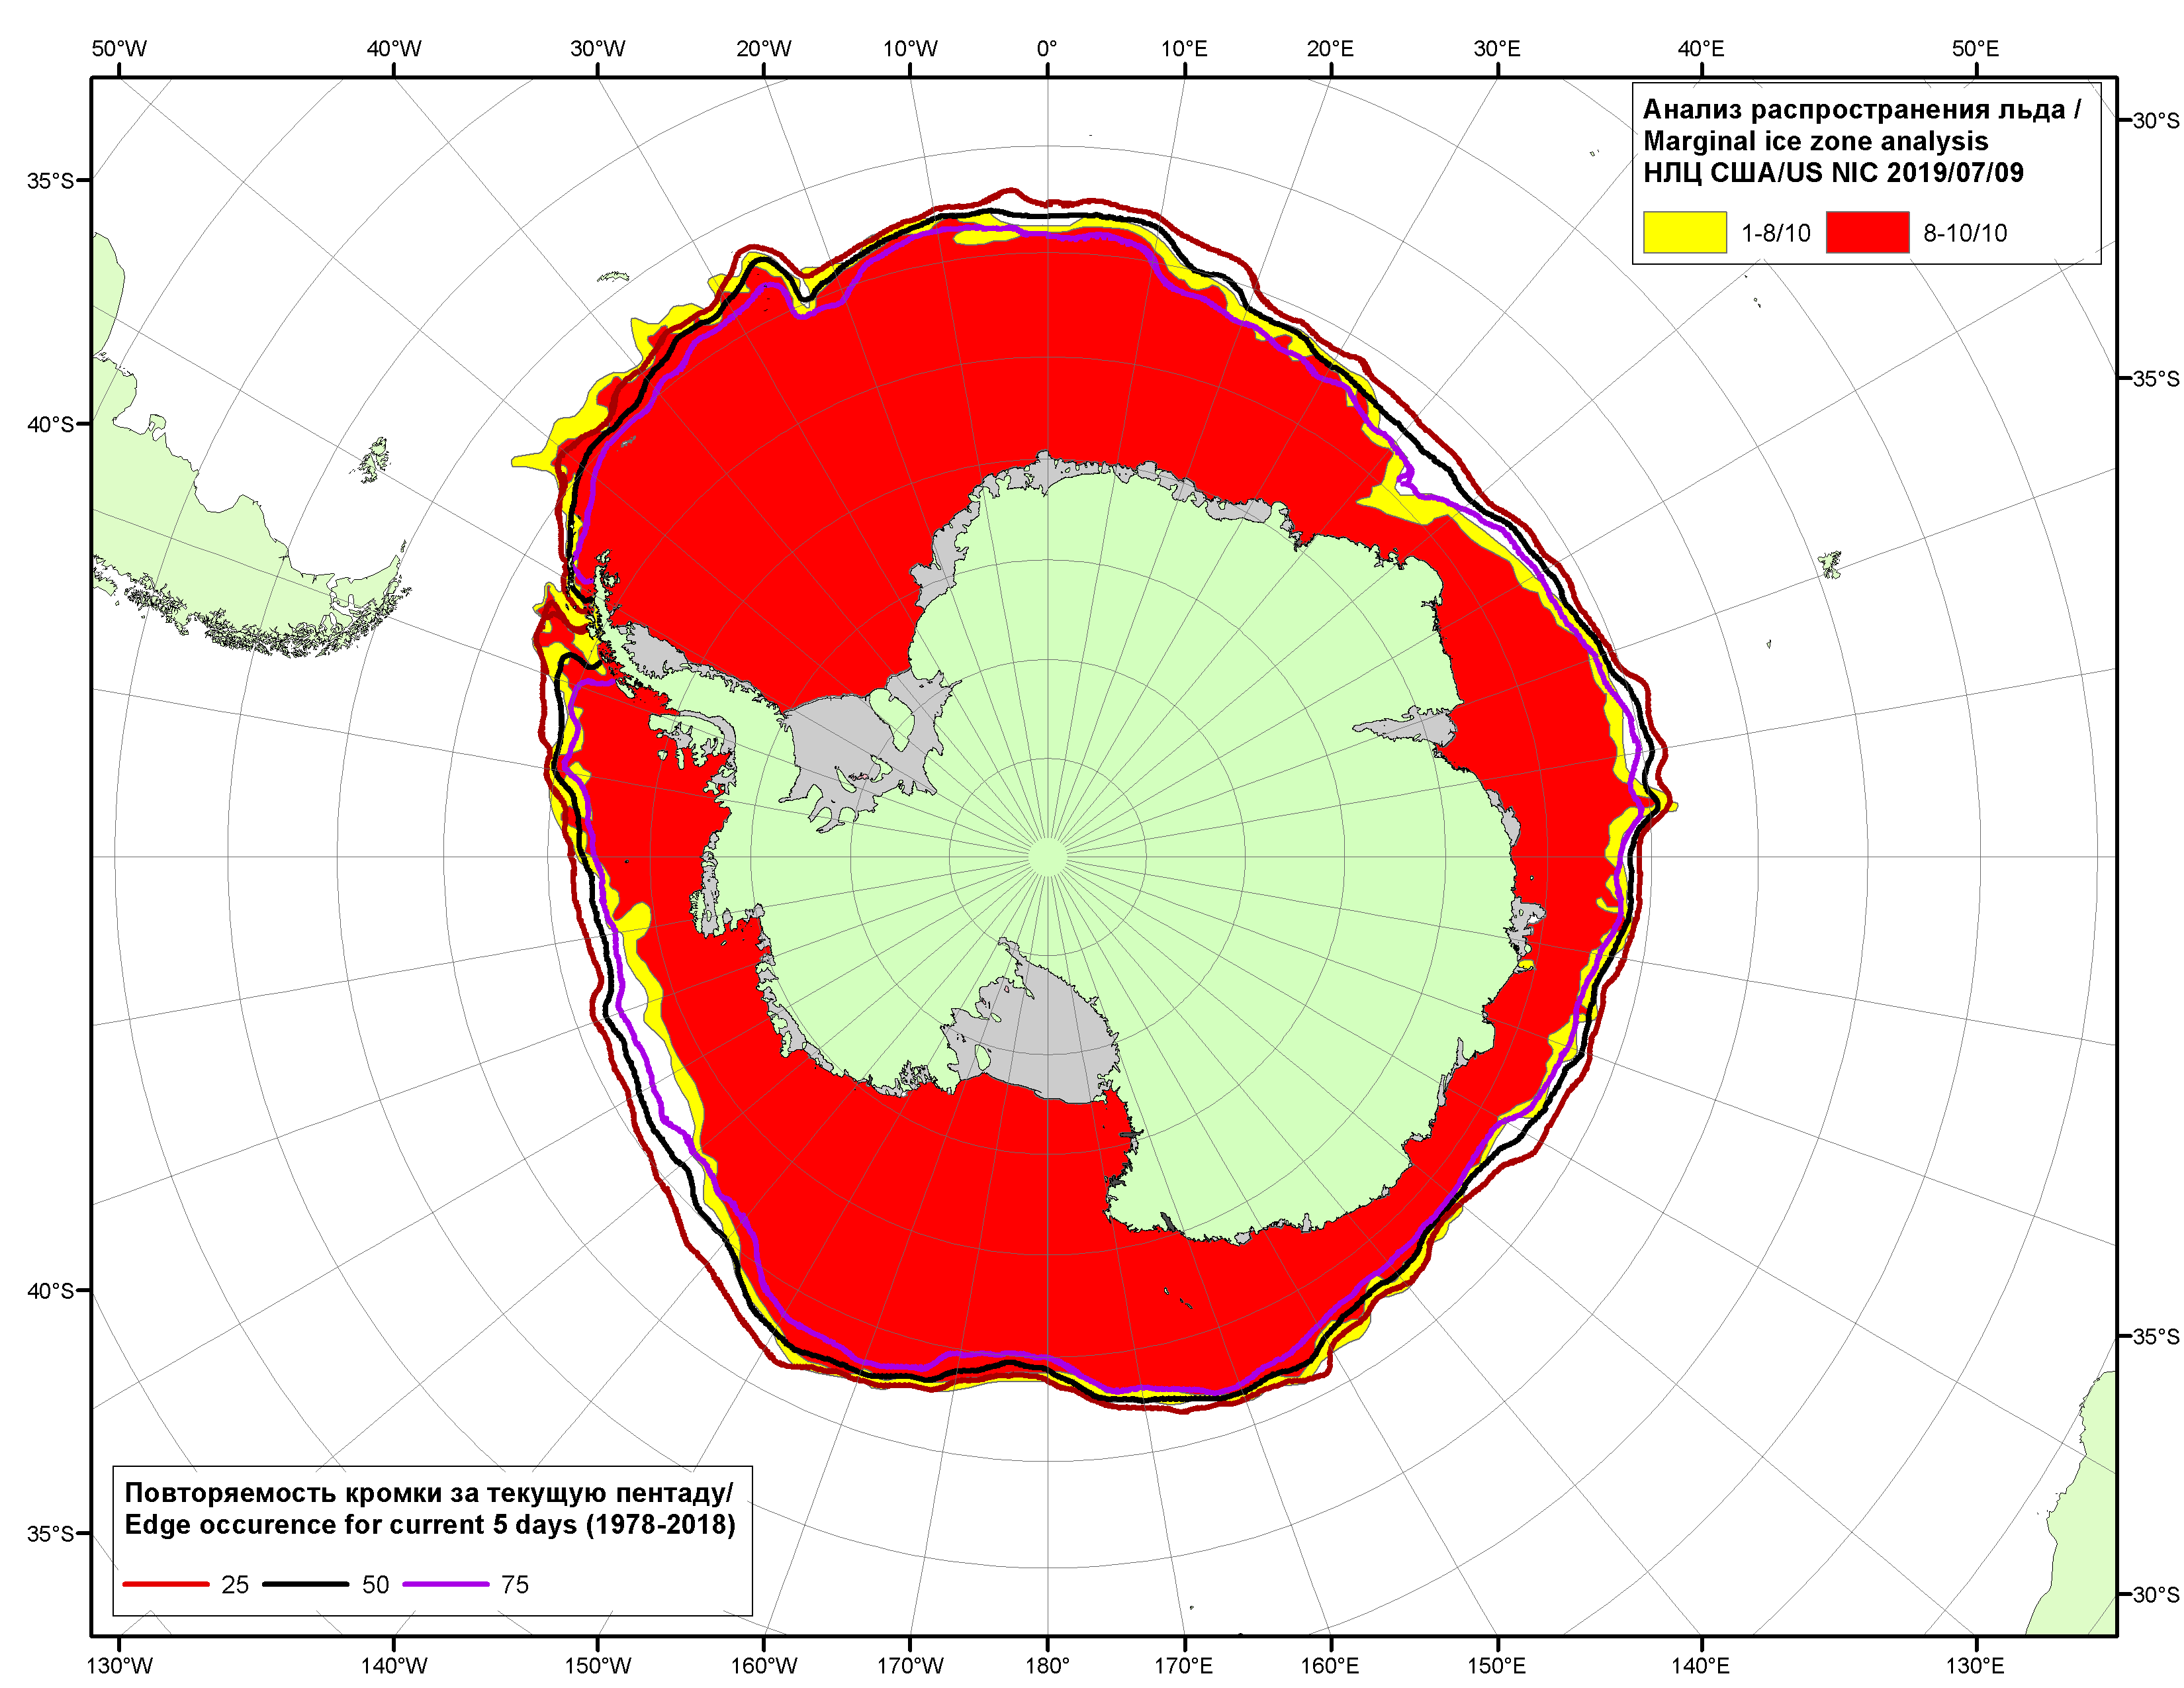 50°W 40°W 30°W 20°W 10°W 0° 10°E 20°E 30°E 40°E 50°E
Анализ распространения льда /
Marginal ice zone analysis
НЛЦ США/US NIC 2019/07/09
1-8/10 8-10/10
30°S
35°S
35°S
40°S
40°S
35°S
35°S
30°S
Повторяемость кромки за текущую пентаду/
Edge occurence for current 5 days (1978-2018)
25 50 75
130°W 140°W 150°W 160°W 170°W 180° 170°E 160°E 150°E 140°E 130°E